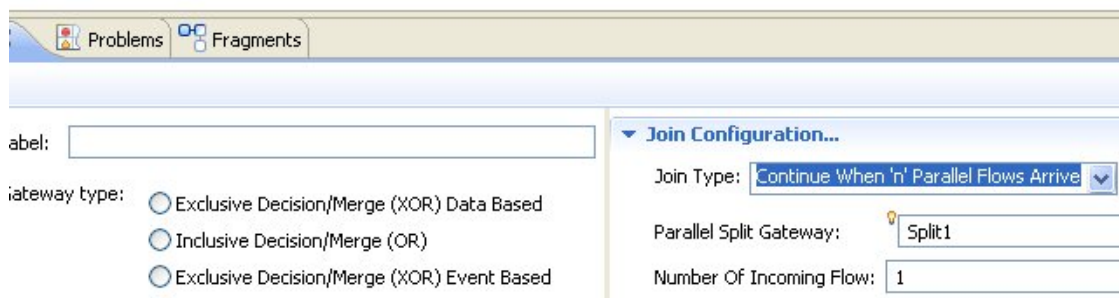 Problems Fragments
abel:
ateway type:
Exclusive Decision/Merge (XOR) Data Based
Inclusive Decision/Merge (OR)
Exclusive Decision/Merge (XOR) Event Based
Join Configuration...
Join Type: Continue When 'n' Parallel Flows Arrive
Parallel Split Gateway: Split1
Number Of Incoming Flow: 1